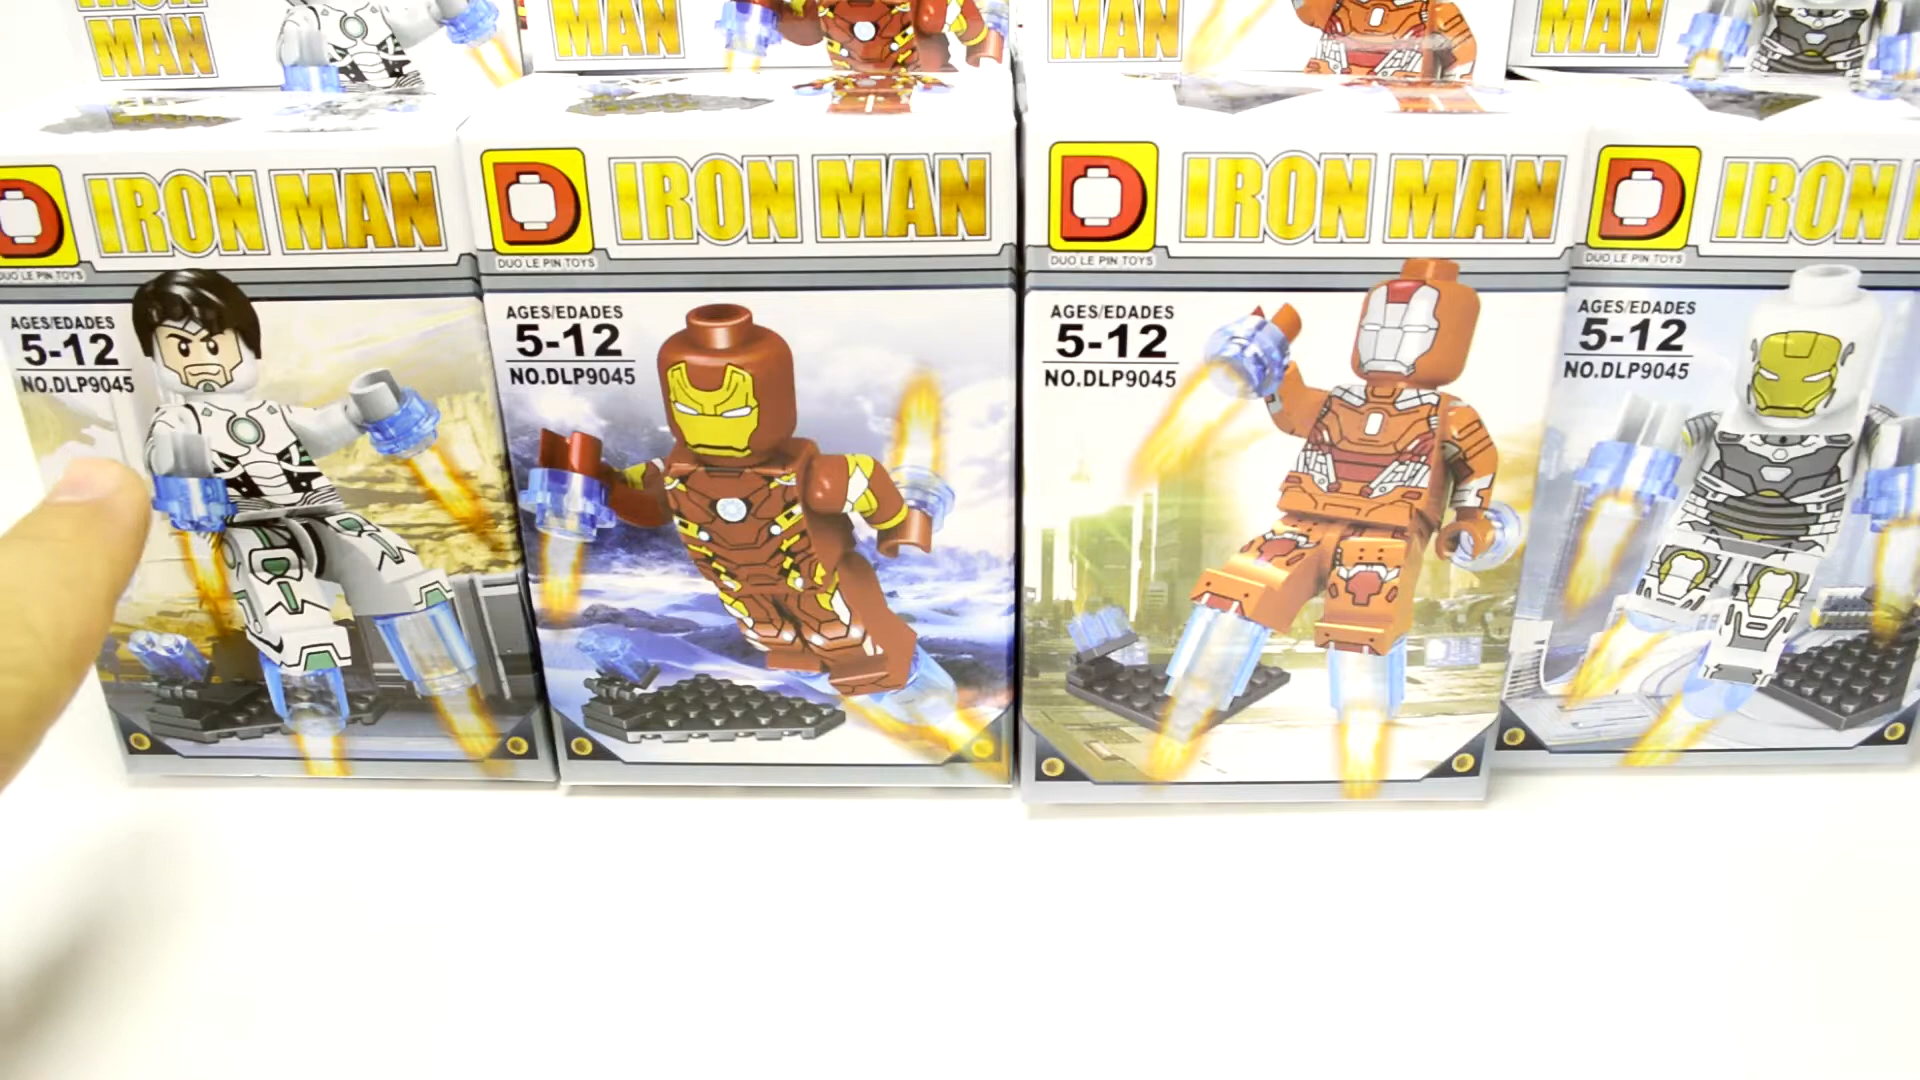 IRON
MAN
MAN
MAN
MAN
D IRON MAN
DUO LE PIN TOYS
AGES/EDADES
5-12
NO.DLP9045
D IRON MAN
DUO LE PIN TOYS
AGES/EDADES
5-12
NO.DLP9045
D IRON MAN
DUO LE PIN TOYS
AGES/EDADES
5-12
NO.DLP9045
D IRON
DUO LE PIN TOYS
AGES/EDADES
5-12
NO.DLP9045